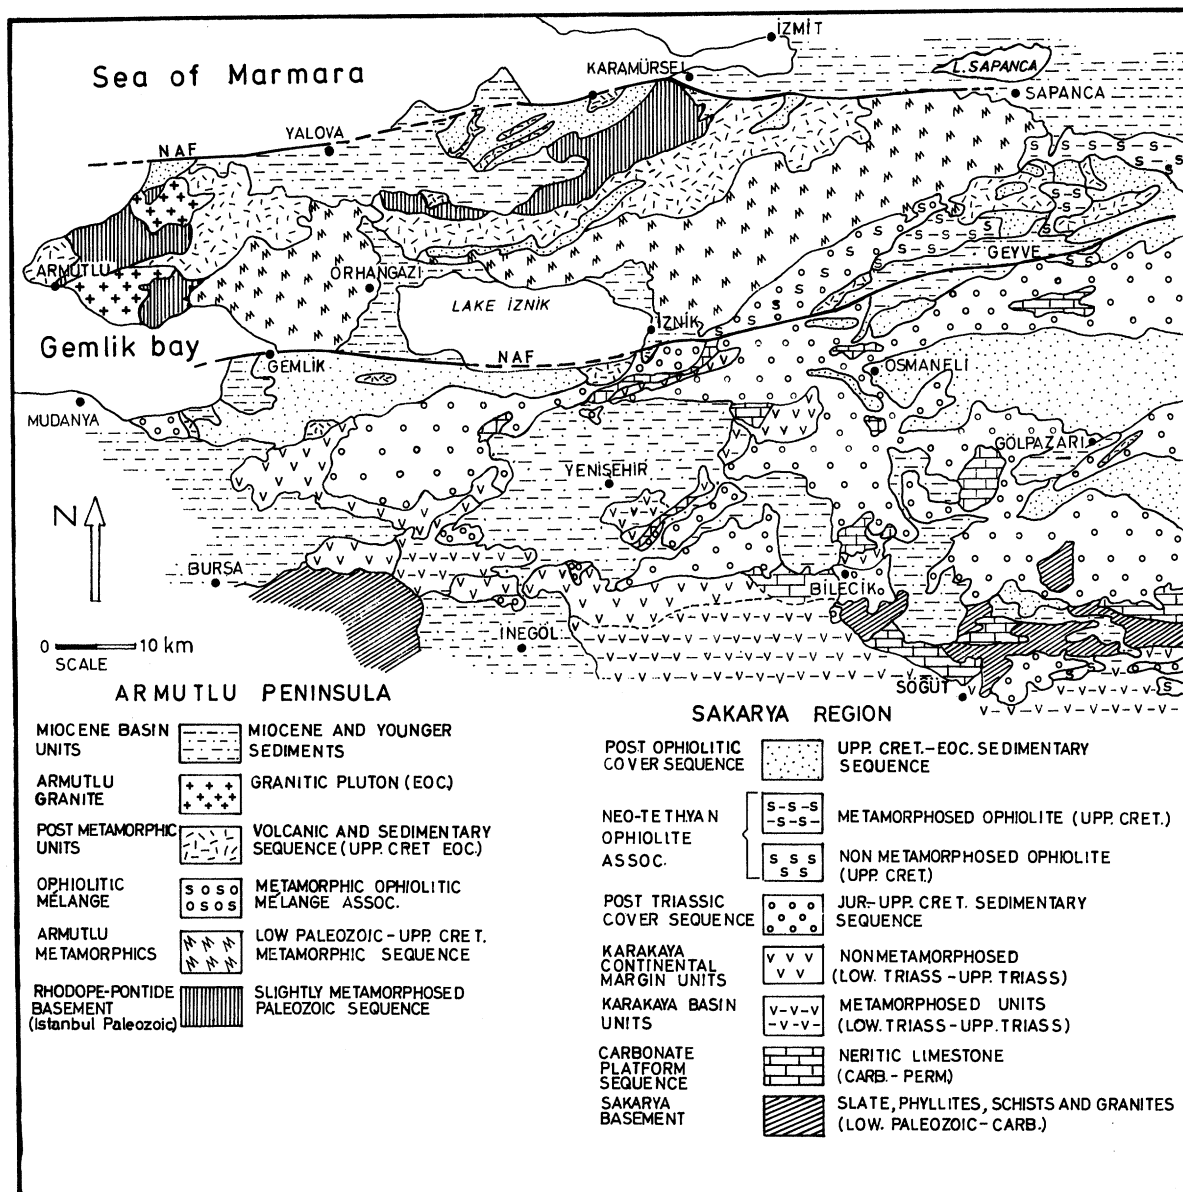 İZMİT
Sea of Marmara
KARAMÜRSEL
L. SAPANCA
SAPANCA
YALOVA
NAF
ARMUTLU
ORHANGAZİ
GEYVE
LAKE İZNİK
İZNİK
Gemlik bay
NAF
GEMLİK
OSMANELİ
MUDANYA
GÖLPAZARI
YENİŞEHİR
N
BURSA
BİLECİK
İNEGÖL
0 10 km
SCALE
SÖĞÜT
ARMUTLU PENINSULA
MIOCENE BASIN
UNITS
MIOCENE AND YOUNGER
SEDIMENTS
ARMUTLU
GRANITE
GRANITIC PLUTON (EOC.)
POST METAMORPHIC
UNITS
VOLCANIC AND SEDIMENTARY
SEQUENCE (UPP. CRET EOC.)
OPHIOLITIC
MÉLANGE
METAMORPHIC OPHIOLITIC
MÉLANGE ASSOC.
ARMUTLU
METAMORPHICS
LOW PALEOZOIC-UPP. CRET.
METAMORPHIC SEQUENCE
RHODOPE-PONTIDE
BASEMENT
(Istanbul Paleozoic)
SLIGHTLY METAMORPHOSED
PALEOZOIC SEQUENCE
SAKARYA REGION
POST OPHIOLITIC
COVER SEQUENCE
UPP. CRET.-EOC. SEDIMENTARY
SEQUENCE
NEO-TETHYAN
OPHIOLITE
ASSOC.
METAMORPHOSED OPHIOLITE (UPP. CRET.)
NON METAMORPHOSED OPHIOLITE
(UPP. CRET.)
POST TRIASSIC
COVER SEQUENCE
JUR.-UPP. CRET. SEDIMENTARY
SEQUENCE
KARAKAYA
CONTINENTAL
MARGIN UNITS
NONMETAMORPHOSED
(LOW. TRIASS-UPP. TRIASS)
KARAKAYA BASIN
UNITS
METAMORPHOSED UNITS
(LOW. TRIASS-UPP. TRIASS)
CARBONATE
PLATFORM
SEQUENCE
NERITIC LIMESTONE
(CARB.-PERM.)
SAKARYA
BASEMENT
SLATE, PHYLLITES, SCHISTS AND GRANITES
(LOW. PALEOZOIC-CARB.)